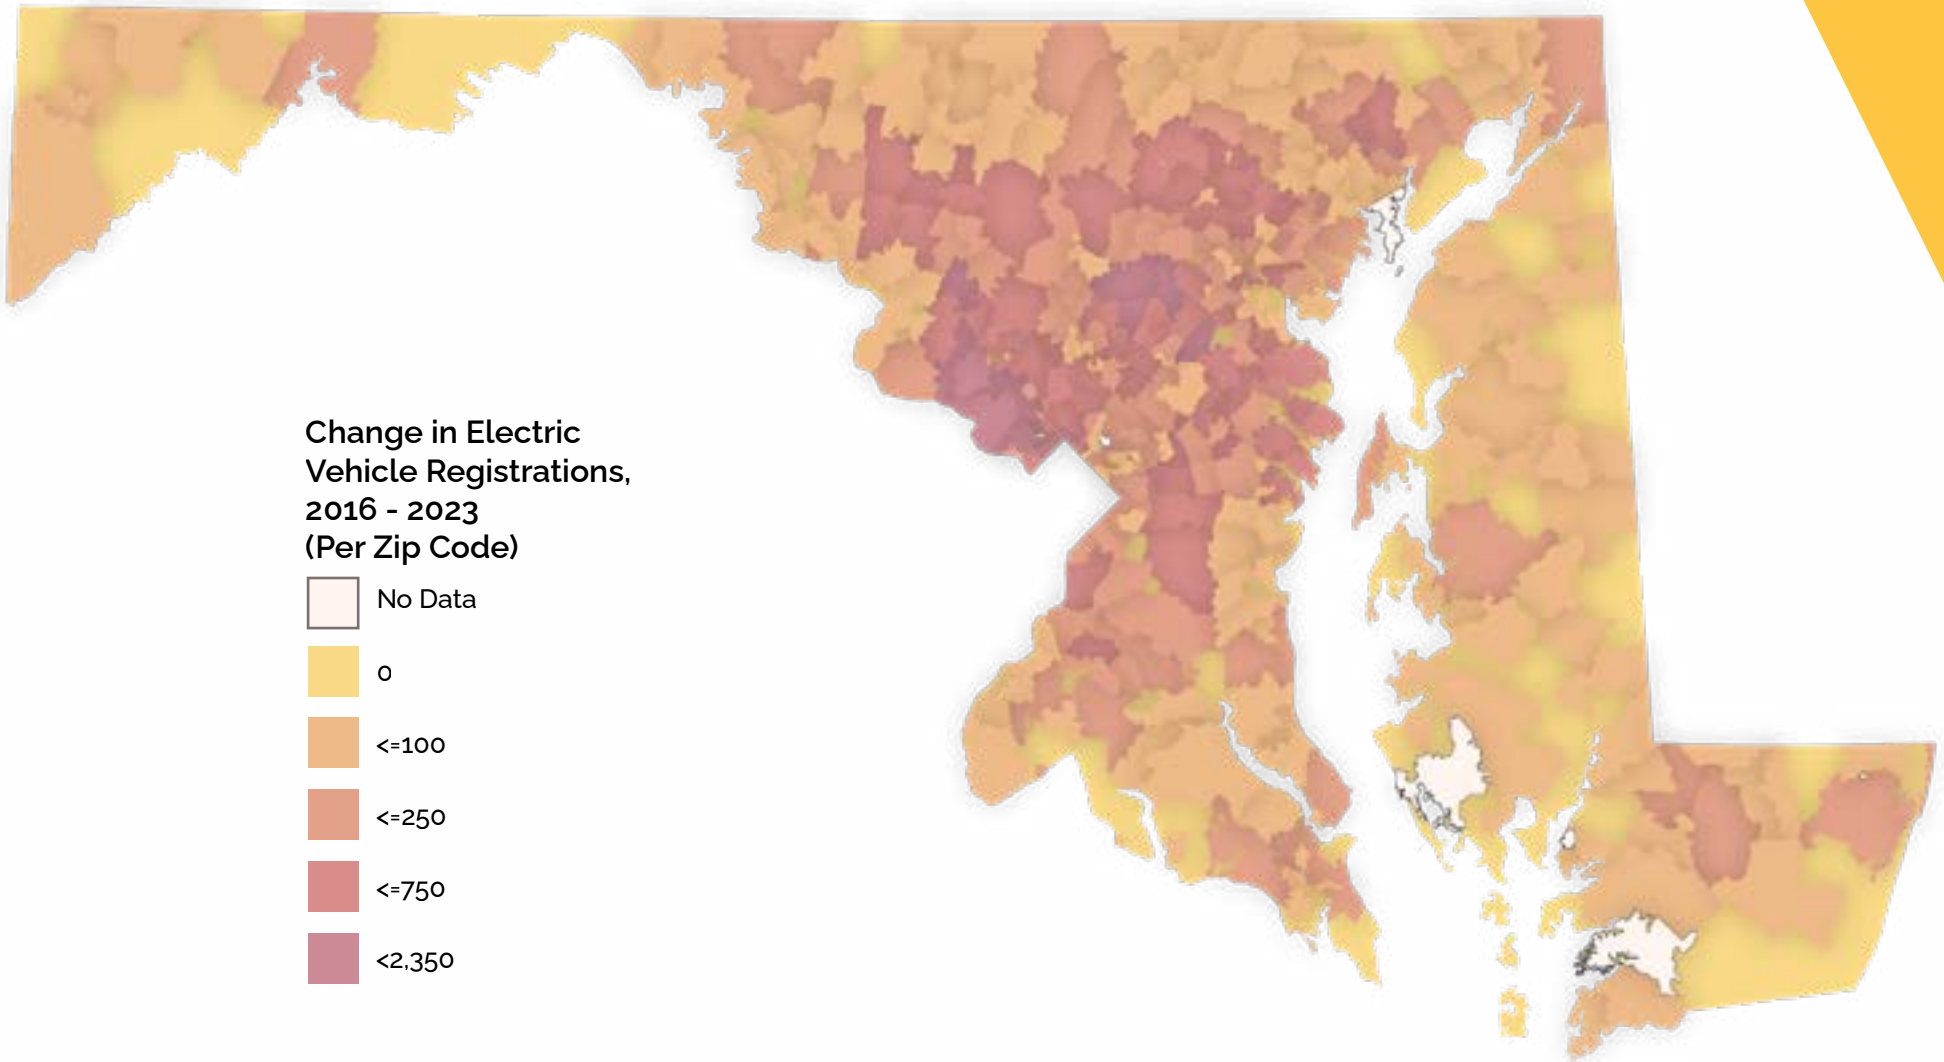 Change in Electric
Vehicle Registrations,
2016 - 2023
(Per Zip Code)
No Data
0
<=100
<=250
<=750
<2,350